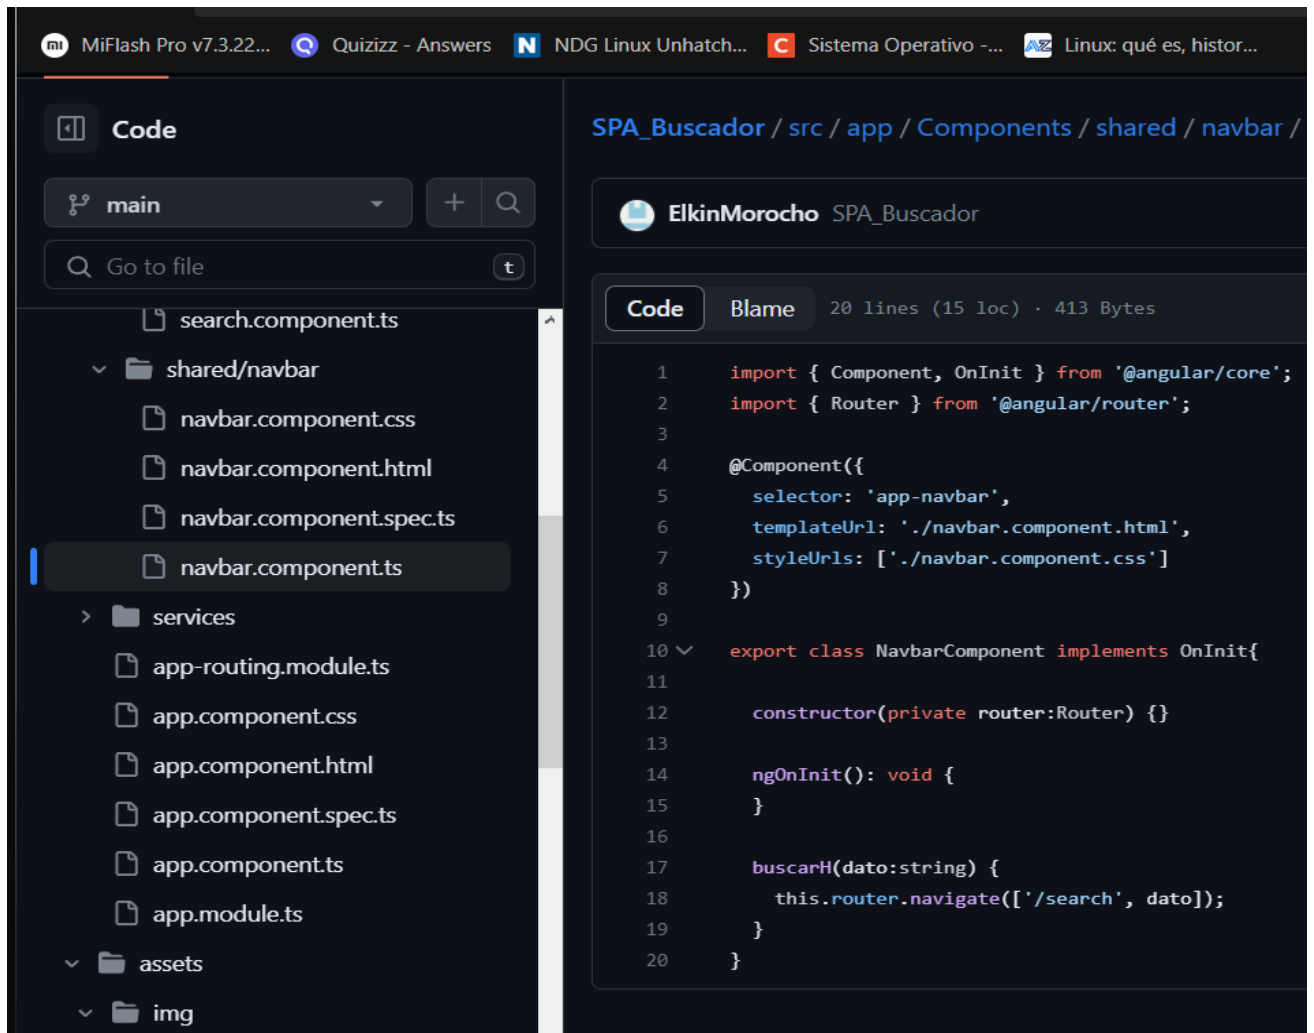 MiFlash Pro v7.3.22... Quizizz - Answers NDG Linux Unhatch... Sistema Operativo -... Linux: qué es, histor...
Code
main
Go to file t
search.component.ts
shared/navbar
navbar.component.css
navbar.component.html
navbar.component.spec.ts
navbar.component.ts
services
app-routing.module.ts
app.component.css
app.component.html
app.component.spec.ts
app.component.ts
app.module.ts
assets
img
SPA_Buscador / src / app / Components / shared / navbar /
ElkinMorocho SPA_Buscador
Code Blame 20 lines (15 loc) · 413 Bytes
1 import { Component, OnInit } from '@angular/core';
2 import { Router } from '@angular/router';
3
4 @Component({
5 selector: 'app-navbar',
6 templateUrl: './navbar.component.html',
7 styleUrls: ['./navbar.component.css']
8 })
9
10 export class NavbarComponent implements OnInit{
11
12 constructor(private router:Router) {}
13
14 ngOnInit(): void {
15 }
16
17 buscarH(dato:string) {
18 this.router.navigate(['/search', dato]);
19 }
20 }